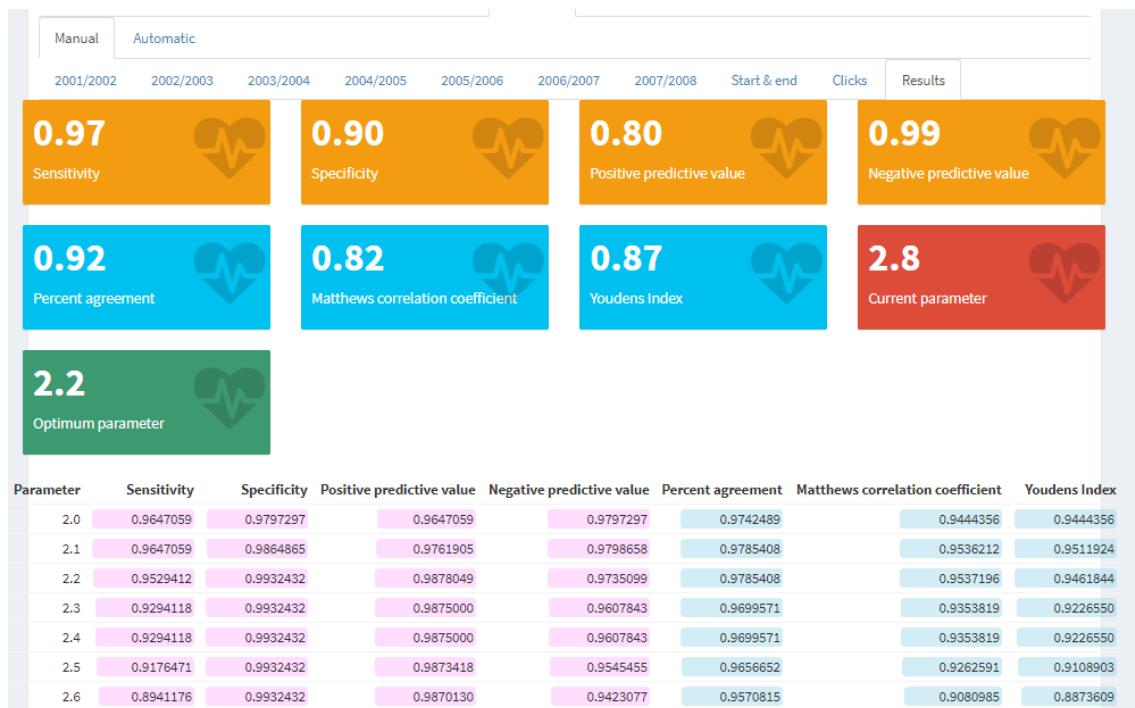 Manual Automatic
2001/2002 2002/2003 2003/2004 2004/2005 2005/2006 2006/2007 2007/2008 Start & end Clicks Results
0.97 0.90 0.80 0.99
Sensitivity Specificity Positive predictive value Negative predictive value
0.92 0.82 0.87 2.8
Percent agreement Matthews correlation coefficient Youdens Index Current parameter
2.2
Optimum parameter
Parameter Sensitivity Specificity Positive predictive value Negative predictive value Percent agreement Matthews correlation coefficient Youdens Index
2.0 0.9647059 0.9797297 0.9647059 0.9797297 0.9742489 0.9444356 0.9444356
2.1 0.9647059 0.9864865 0.9761905 0.9798658 0.9785408 0.9536212 0.9511924
2.2 0.9529412 0.9932432 0.9878049 0.9735099 0.9785408 0.9537196 0.9461844
2.3 0.9294118 0.9932432 0.9875000 0.9607843 0.9699571 0.9353819 0.9226550
2.4 0.9294118 0.9932432 0.9875000 0.9607843 0.9699571 0.9353819 0.9226550
2.5 0.9176471 0.9932432 0.9873418 0.9545455 0.9656652 0.9262591 0.9108903
2.6 0.8941176 0.9932432 0.9870130 0.9423077 0.9570815 0.9080985 0.8873609